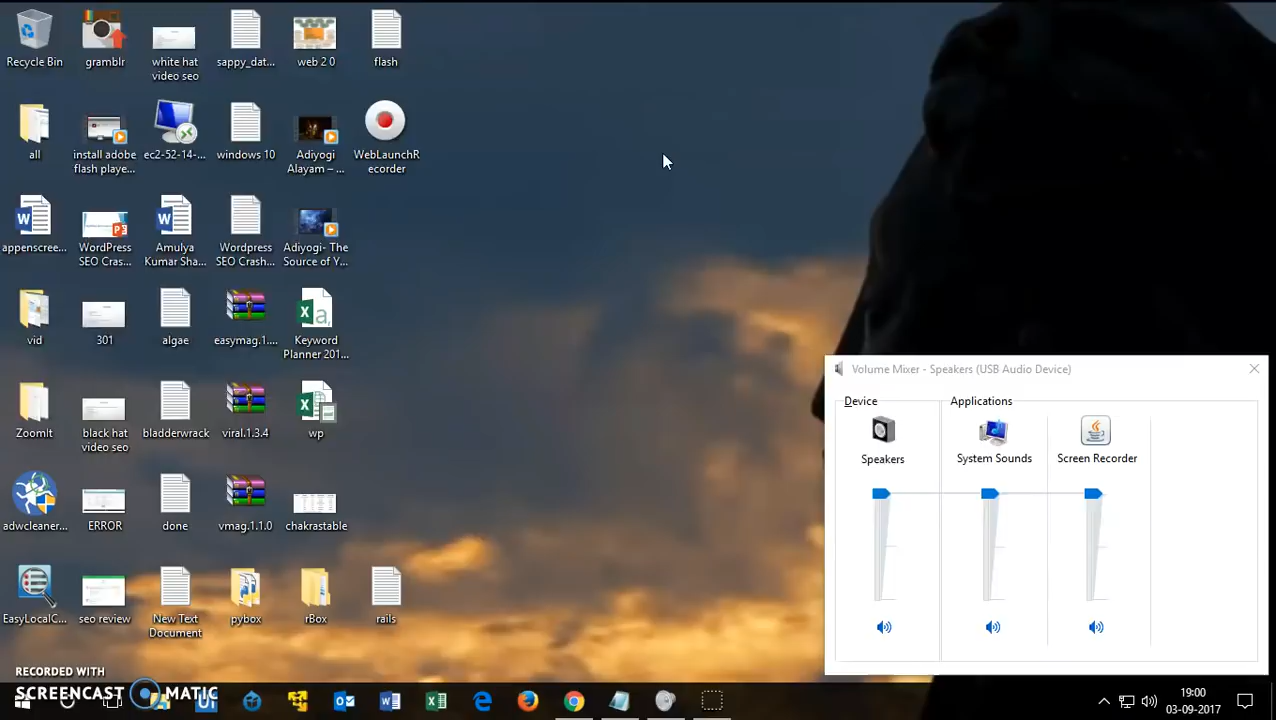 Recycle Bin
gramblr
white hat
video seo
sappy_dat...
web 2 0
flash
all
install adobe
flash playe...
ec2-52-14-...
windows 10
Adiyogi
Alayam – ...
WebLaunchR
ecorder
appenscree...
WordPress
SEO Cras...
Amulya
Kumar Sha...
Wordpress
SEO Crash...
Adiyogi- The
Source of Y...
vid
301
algae
easymag.1....
Keyword
Planner 201...
ZoomIt
black hat
video seo
bladderwrack
viral.1.3.4
wp
adwcleaner...
ERROR
done
vmag.1.1.0
chakrastable
EasyLocalC...
seo review
New Text
Document
pybox
rBox
rails
Volume Mixer - Speakers (USB Audio Device)
Device
Applications
Speakers
System Sounds
Screen Recorder
RECORDED WITH
SCREENCAST MATIC
19:00
03-09-2017